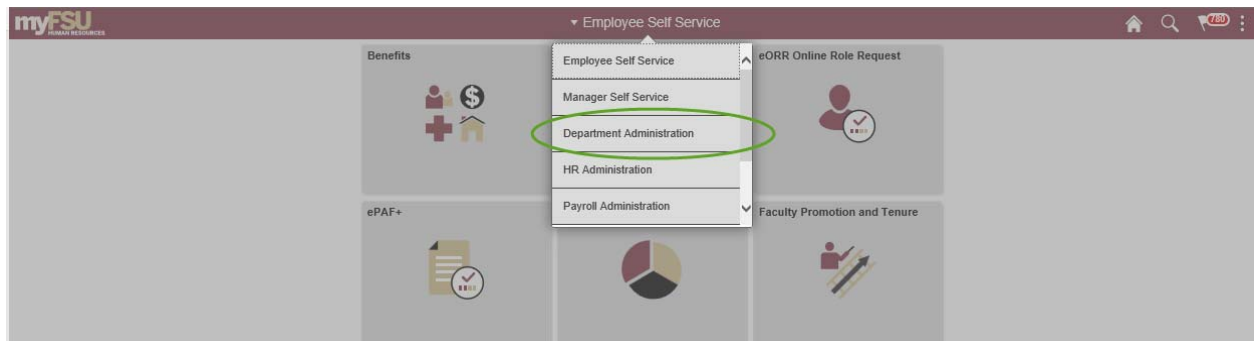 myFSU
HUMAN RESOURCES
▾ Employee Self Service
780
Benefits
Employee Self Service
Manager Self Service
Department Administration
HR Administration
Payroll Administration
eORR Online Role Request
ePAF+
Faculty Promotion and Tenure